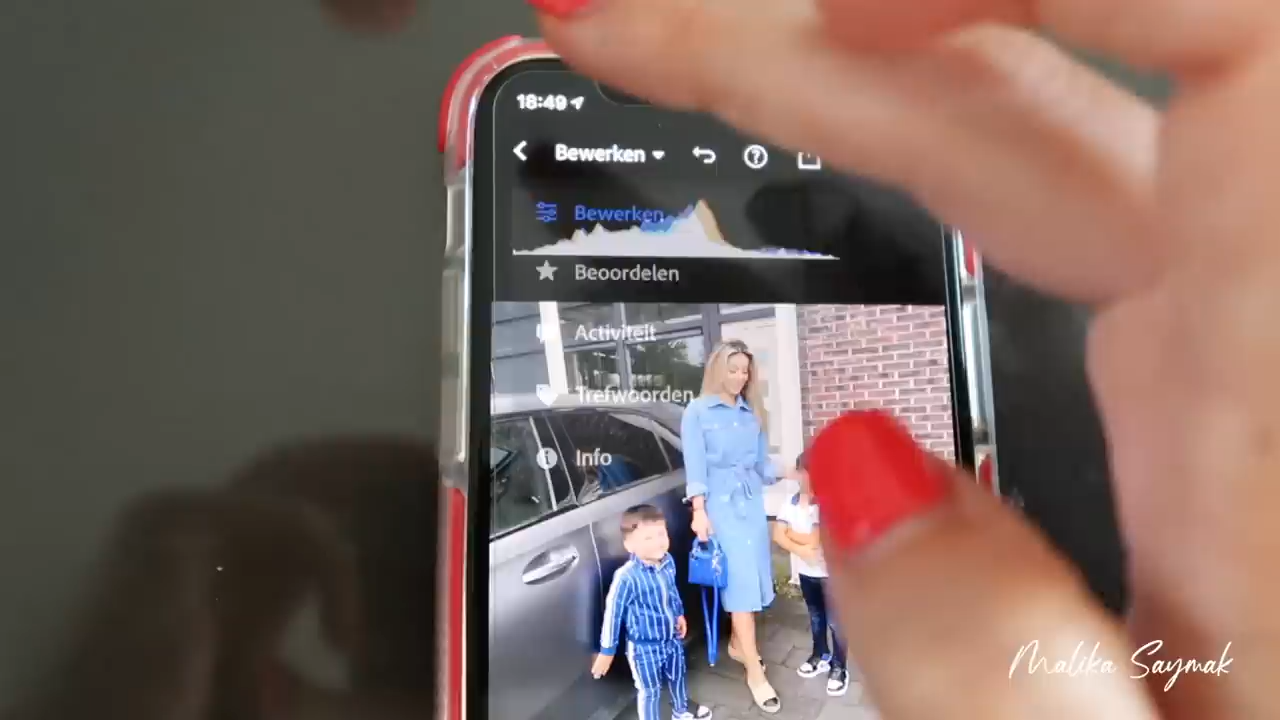 18:49
Bewerken
Bewerken
Beoordelen
Activiteit
Trefwoorden
Info
Malika Saymak